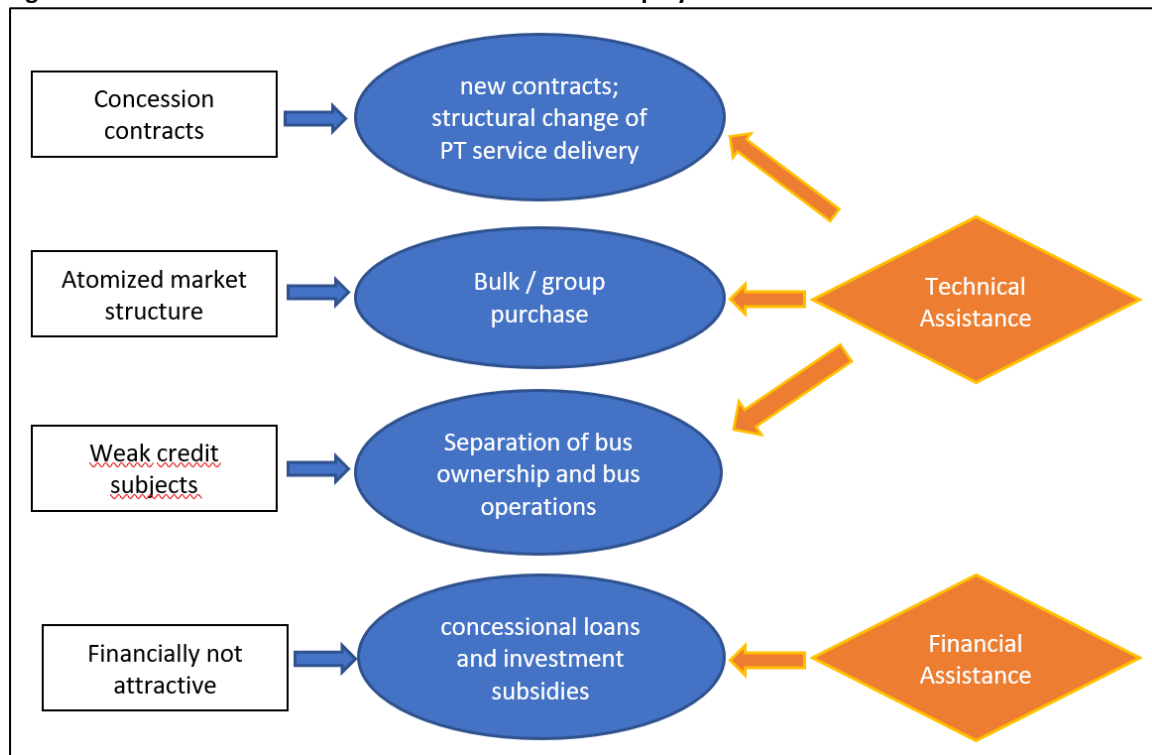 Concession
contracts
new contracts;
structural change of
PT service delivery
Atomized market
structure
Bulk / group
purchase
Technical
Assistance
Weak credit
subjects
Separation of bus
ownership and bus
operations
Financially not
attractive
concessional loans
and investment
subsidies
Financial
Assistance